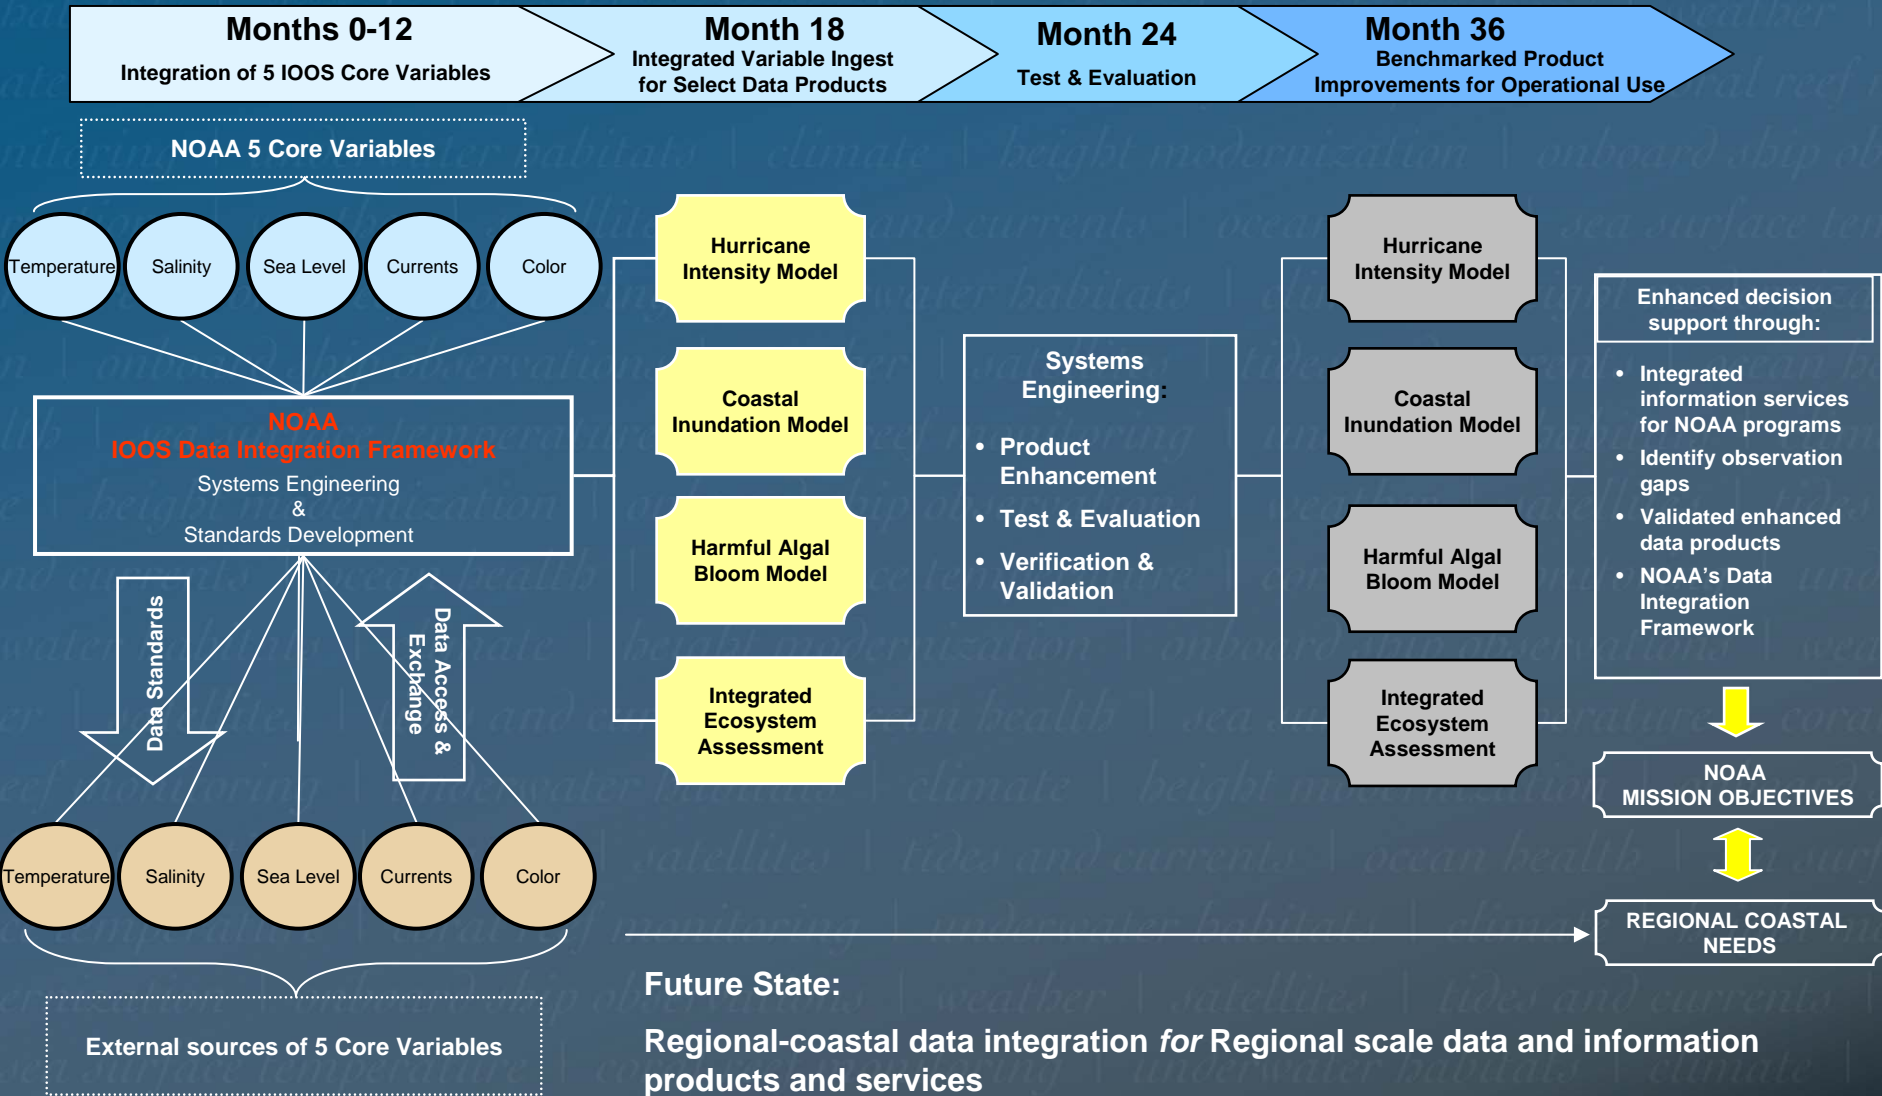 Months 0-12
Integration of 5 IOOS Core Variables
Month 18
Integrated Variable Ingest
for Select Data Products
Month 24
Test & Evaluation
Month 36
Benchmarked Product
Improvements for Operational Use
NOAA 5 Core Variables
Temperature
Salinity
Sea Level
Currents
Color
NOAA
IOOS Data Integration Framework
Systems Engineering
&
Standards Development
Data Standards
Data Access &
Exchange
Temperature
Salinity
Sea Level
Currents
Color
External sources of 5 Core Variables
Hurricane
Intensity Model
Coastal
Inundation Model
Harmful Algal
Bloom Model
Integrated
Ecosystem
Assessment
Systems
Engineering:
• Product
Enhancement
• Test & Evaluation
• Verification &
Validation
Hurricane
Intensity Model
Coastal
Inundation Model
Harmful Algal
Bloom Model
Integrated
Ecosystem
Assessment
Enhanced decision
support through:
• Integrated
information services
for NOAA programs
• Identify observation
gaps
• Validated enhanced
data products
• NOAA's Data
Integration
Framework
NOAA
MISSION OBJECTIVES
REGIONAL COASTAL
NEEDS
Future State:
Regional-coastal data integration for Regional scale data and information
products and services